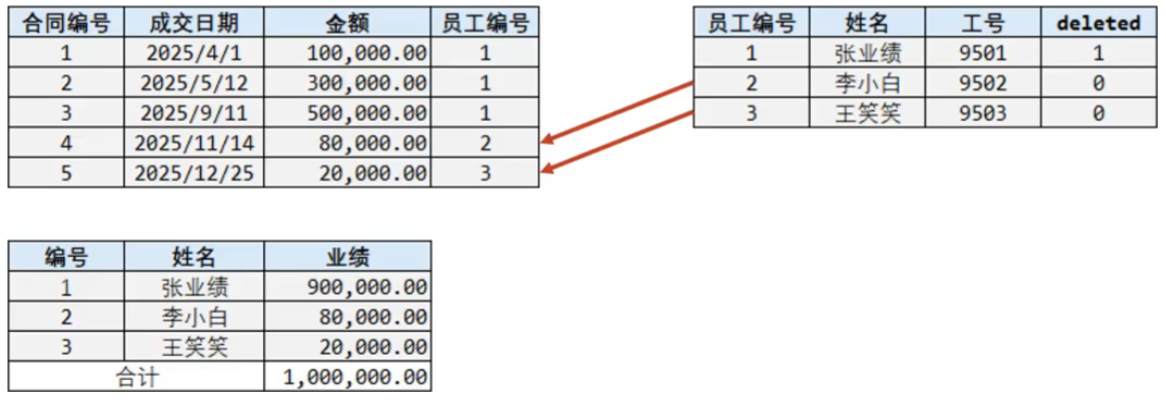 合同编号 成交日期 金额 员工编号
1 2025/4/1 100,000.00 1
2 2025/5/12 300,000.00 1
3 2025/9/11 500,000.00 1
4 2025/11/14 80,000.00 2
5 2025/12/25 20,000.00 3
员工编号 姓名 工号 deleted
1 张业绩 9501 1
2 李小白 9502 0
3 王笑笑 9503 0
编号 姓名 业绩
1 张业绩 900,000.00
2 李小白 80,000.00
3 王笑笑 20,000.00
合计 1,000,000.00